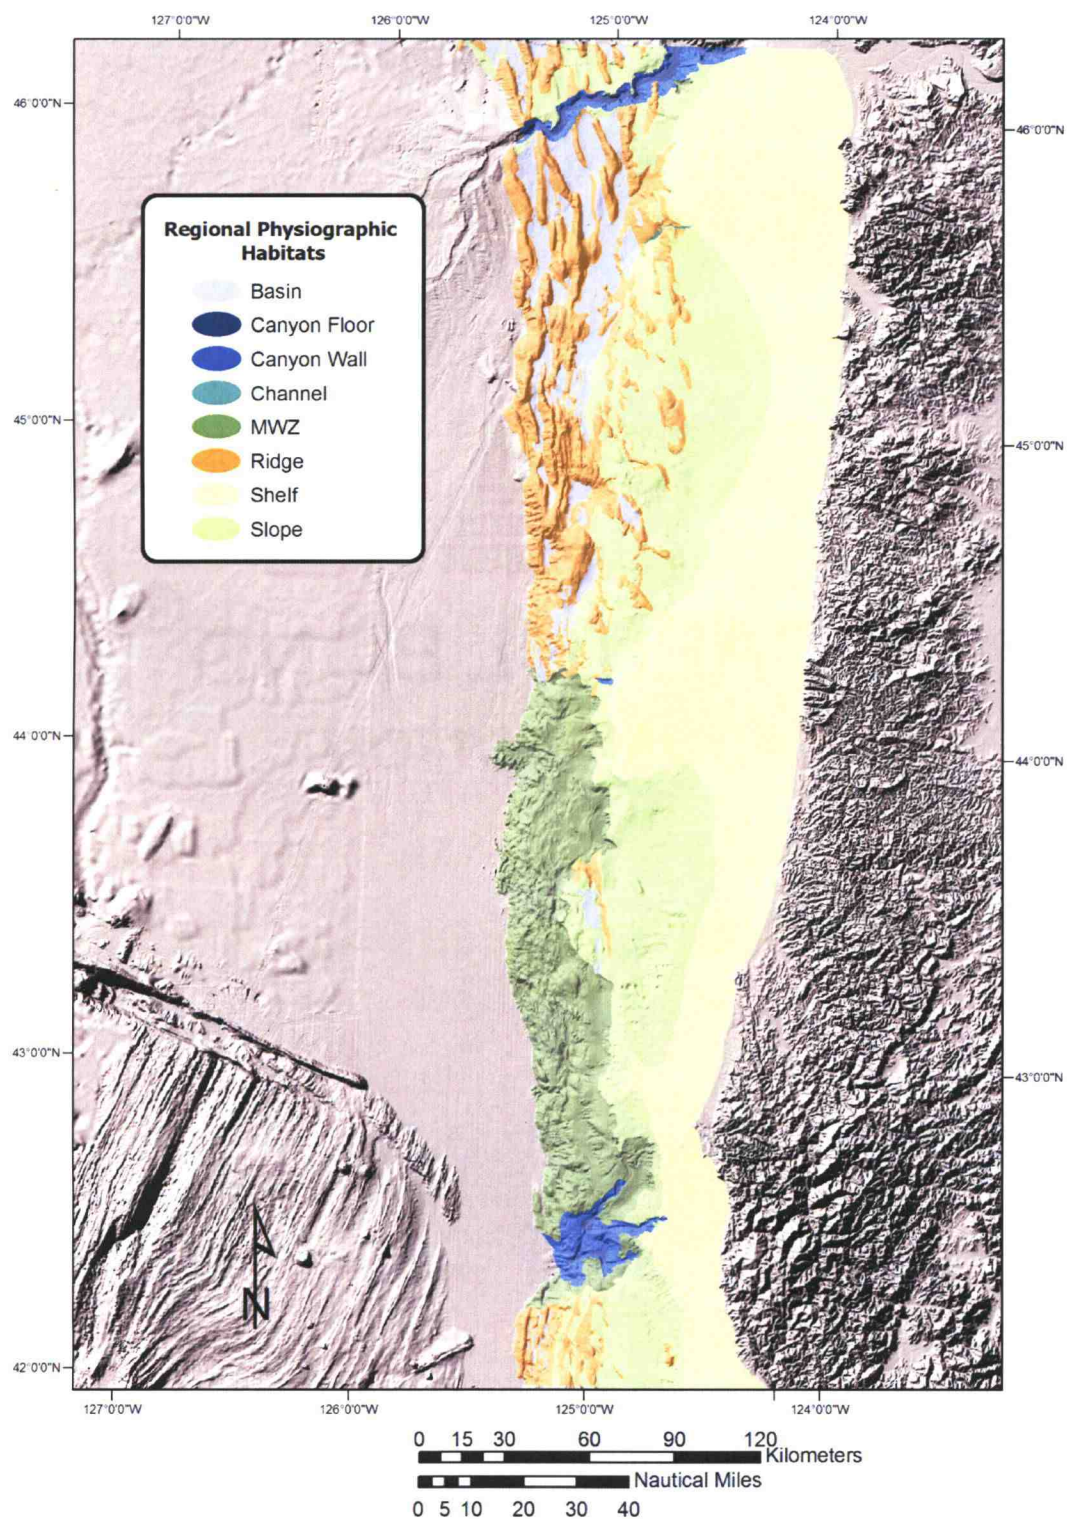 127°0'0"W 126°0'0"W 125°0'0"W 124°0'0"W
46°0'0"N
46°0'0"N
Regional Physiographic
Habitats
Basin
Canyon Floor
Canyon Wall
Channel
MWZ
Ridge
Shelf
Slope
45°0'0"N
45°0'0"N
44°0'0"N
44°0'0"N
43°0'0"N
43°0'0"N
N
42°0'0"N
127°0'0"W 126°0'0"W 125°0'0"W 124°0'0"W
0 15 30 60 90 120
Kilometers
Nautical Miles
0 5 10 20 30 40